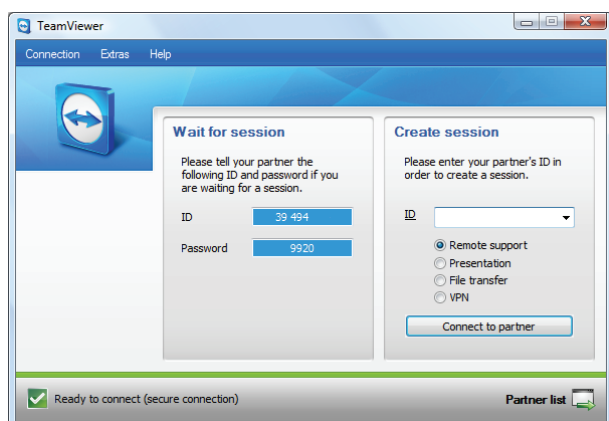 TeamViewer
Connection Extras Help
Wait for session
Please tell your partner the
following ID and password if you
are waiting for a session.
ID 39 494
Password 9920
Create session
Please enter your partner's ID in
order to create a session.
ID
Remote support
Presentation
File transfer
VPN
Connect to partner
Ready to connect (secure connection)
Partner list